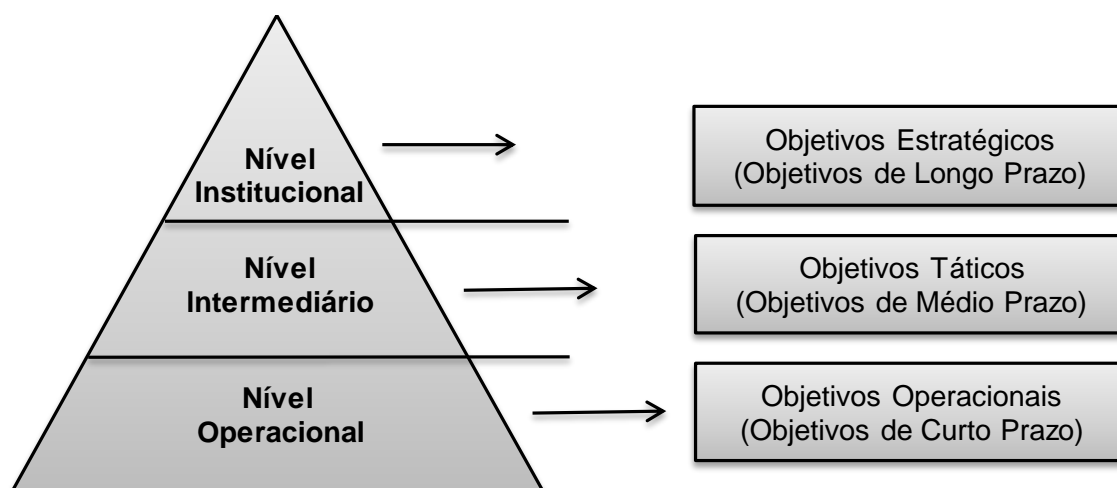 Nível
Institucional
Objetivos Estratégicos
(Objetivos de Longo Prazo)
Nível
Intermediário
Objetivos Táticos
(Objetivos de Médio Prazo)
Nível
Operacional
Objetivos Operacionais
(Objetivos de Curto Prazo)